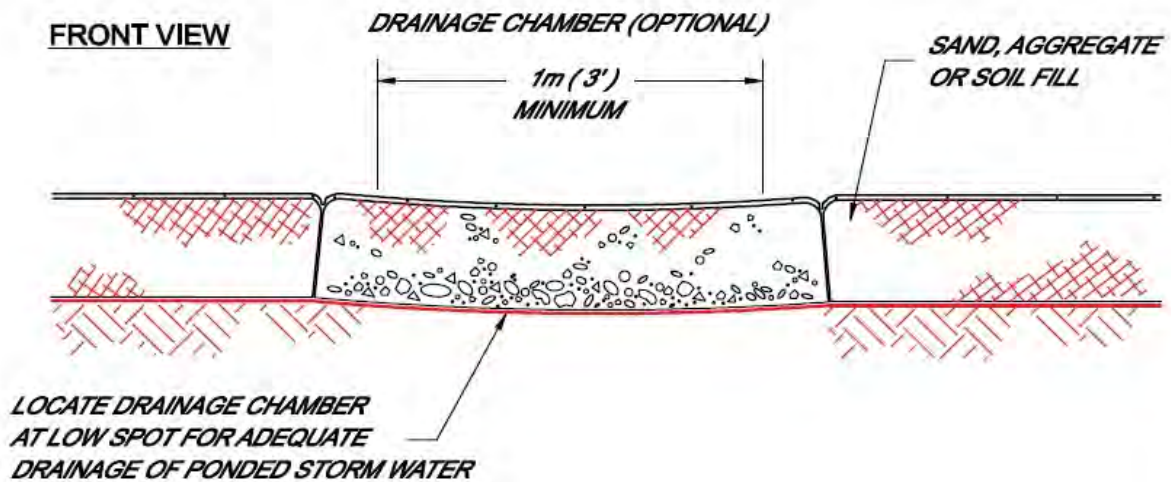 FRONT VIEW
DRAINAGE CHAMBER (OPTIONAL)
1m ( 3' )
MINIMUM
SAND, AGGREGATE
OR SOIL FILL
LOCATE DRAINAGE CHAMBER
AT LOW SPOT FOR ADEQUATE
DRAINAGE OF PONDED STORM WATER